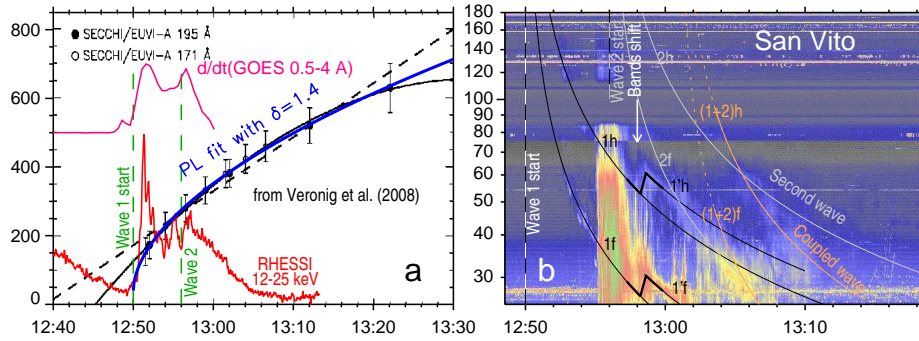 SECCHI/EUVI-A 195 Å
SECCHI/EUVI-A 171 Å
d/dt(GOES 0.5-4 A)
PL fit with δ=1.4
from Veronig et al. (2008)
Wave 1 start
Wave 2
RHESSI
12-25 keV
a
800
600
400
200
0
12:40
12:50
13:00
13:10
13:20
13:30
San Vito
180
160
140
120
100
90
80
70
60
50
40
30
Wave 1 start
Wave 2 start
Bands shift
2h
2f
1h
1f
1'h
1'f
(1+2)h
(1+2)f
Second wave
Coupled wave
b
12:50
13:00
13:10